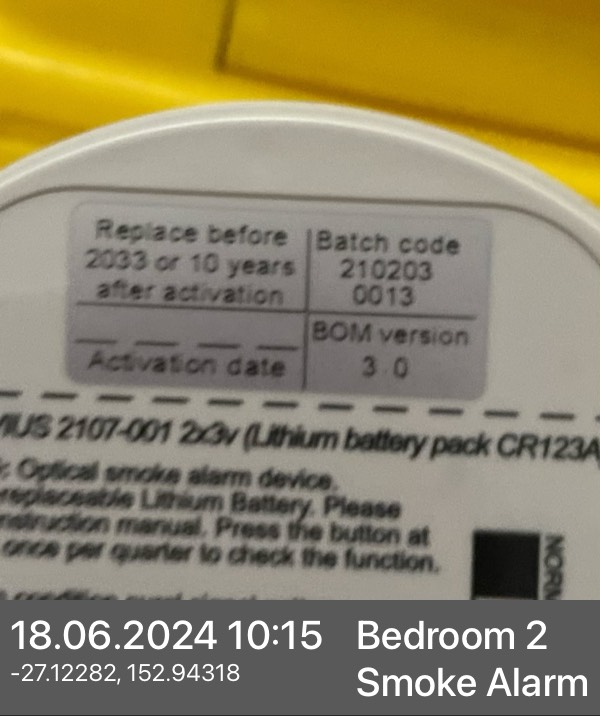 Replace before
2033 or 10 years
after activation
Activation date
Batch code
210203
0013
BOM version
3.0
2107-001 2x3v (Lithium battery pack CR123A
Optical smoke alarm device.
replaceable Lithium Battery. Please
instruction manual. Press the button at
once per quarter to check the function.
18.06.2024 10:15
-27.12282, 152.94318
Bedroom 2
Smoke Alarm